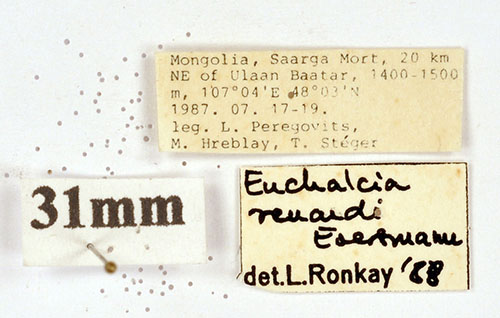 Mongolia, Saarga Mort, 20 km
NE of Ulaan Baatar, 1400-1500
m, 107°04'E 48°03'N
1987. 07. 17-19.
leg. L. Peregovits,
M. Hreblay, T. Stéger
31mm
Euchalcia
renardi
Eversmann
det.L.Ronkay '88